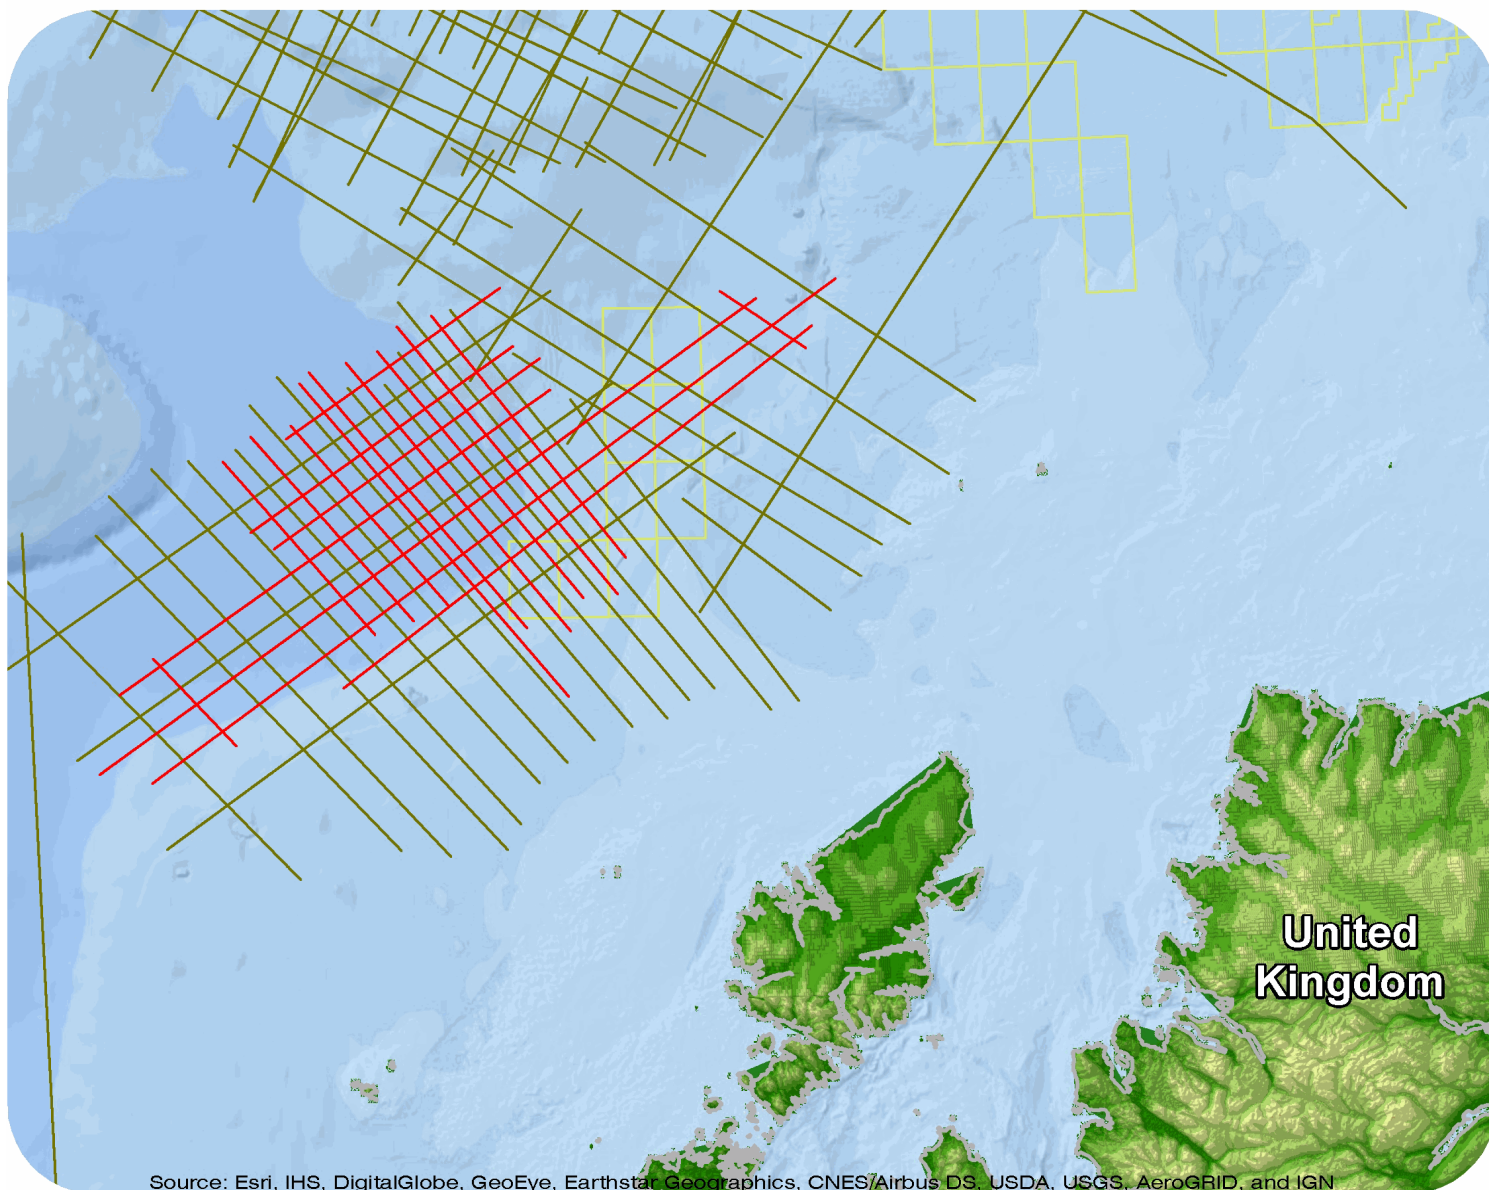 United
Kingdom
Source: Esri, IHS, DigitalGlobe, GeoEye, Earthstar Geographics, CNES/Airbus DS, USDA, USGS, AeroGRID, and IGN